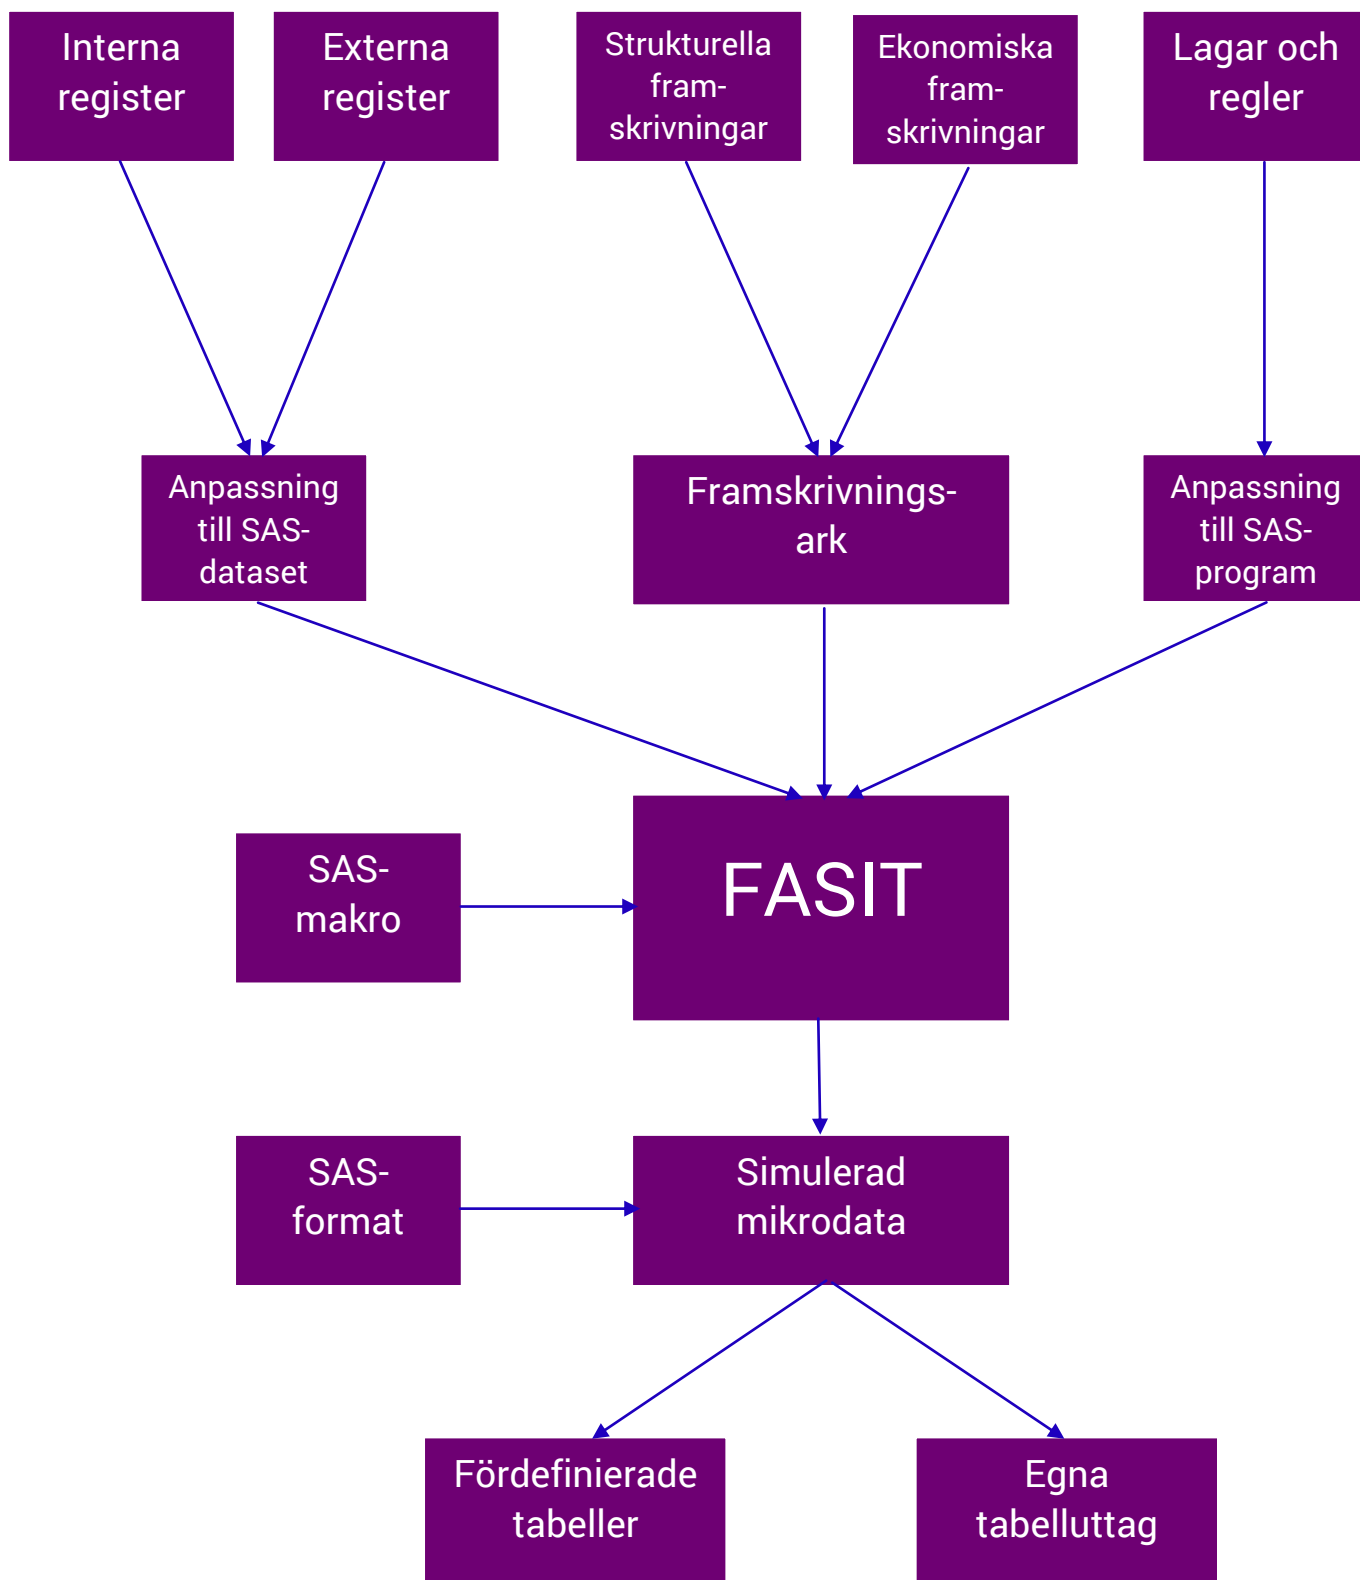 Interna
register
Externa
register
Strukturella
fram-
skrivningar
Ekonomiska
fram-
skrivningar
Lagar och
regler
Anpassning
till SAS-
dataset
Framskrivnings-
ark
Anpassning
till SAS-
program
SAS-
makro
FASIT
SAS-
format
Simulerad
mikrodata
Fördefinierade
tabeller
Egna
tabelluttag